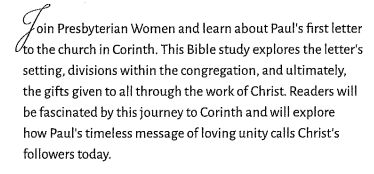 Join Presbyterian Women and learn about Paul's first letter
to the church in Corinth. This Bible study explores the letter's
setting, divisions within the congregation, and ultimately,
the gifts given to all through the work of Christ. Readers will
be fascinated by this journey to Corinth and will explore
how Paul's timeless message of loving unity calls Christ's
followers today.